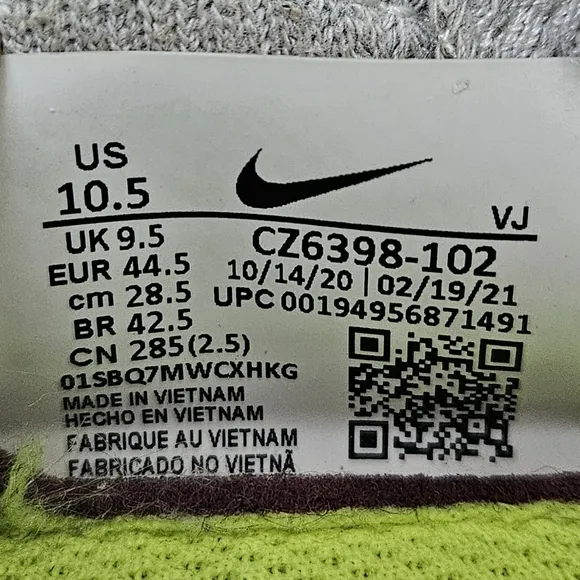 US
10.5
VJ
UK 9.5
CZ6398-102
EUR 44.5
10/14/20 | 02/19/21
cm 28.5
UPC 00194956871491
BR 42.5
CN 285(2.5)
01SBQ7MWCXHKG
MADE IN VIETNAM
HECHO EN VIETNAM
FABRIQUE AU VIETNAM
FABRICADO NO VIETNÃ